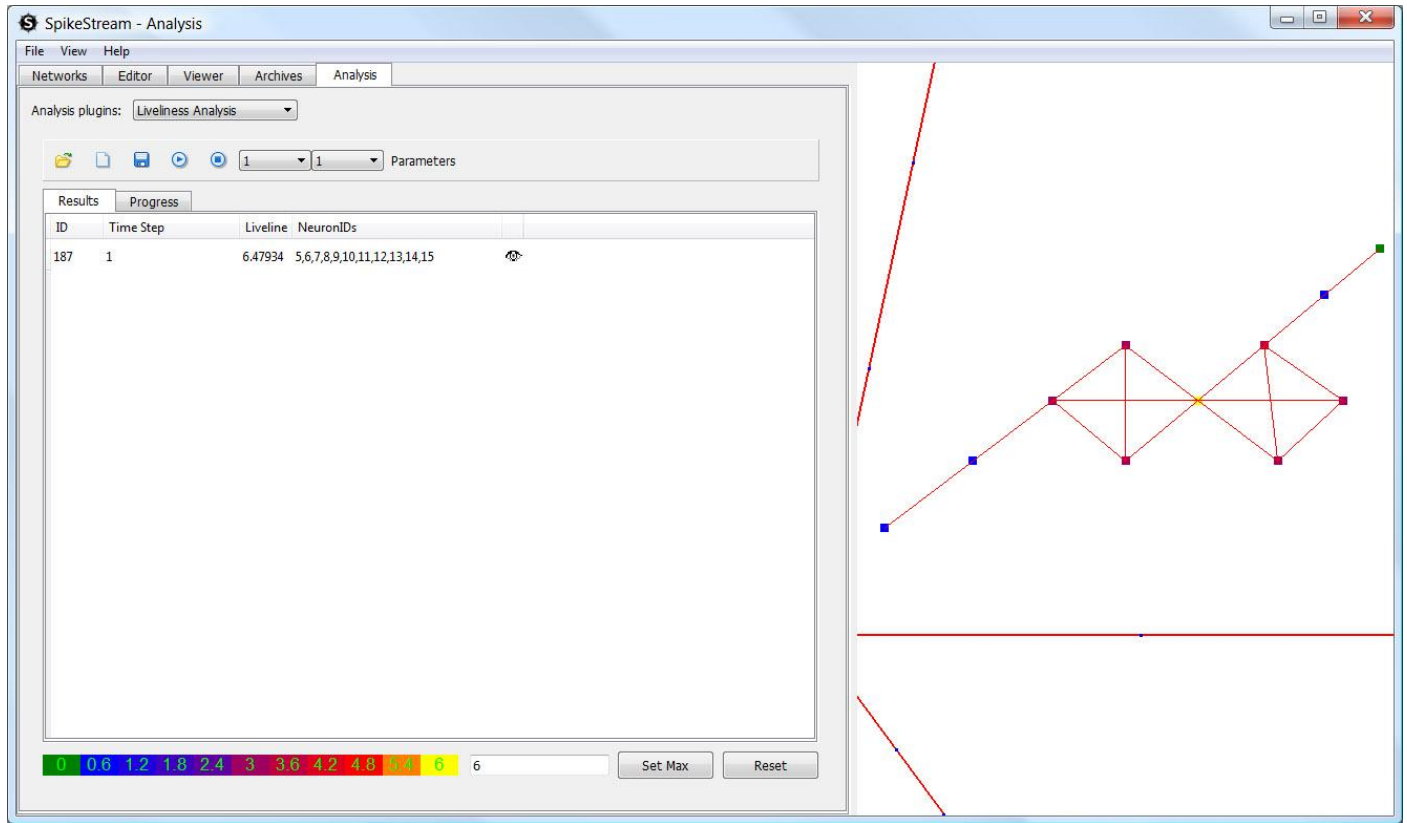 SpikeStream - Analysis
File View Help
Networks Editor Viewer Archives Analysis
Analysis plugins: Liveliness Analysis
1 1 Parameters
Results Progress
ID Time Step Liveline NeuronIDs
187 1 6.47934 5,6,7,8,9,10,11,12,13,14,15
0 0.6 1.2 1.8 2.4 3 3.6 4.2 4.8 5.4 6 6 Set Max Reset